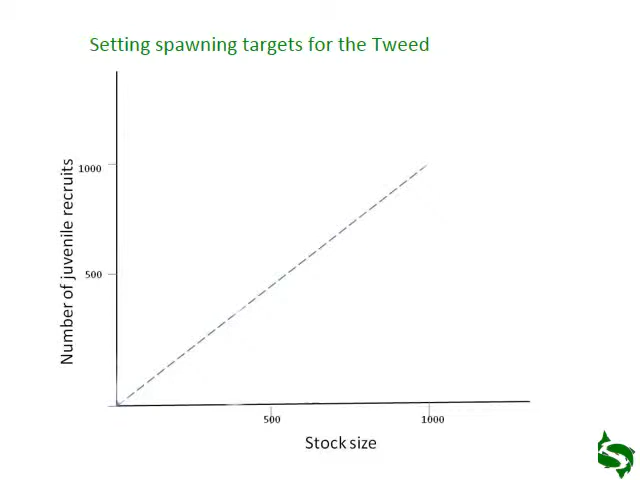 Setting spawning targets for the Tweed
Number of juvenile recruits
1000
500
500
1000
Stock size